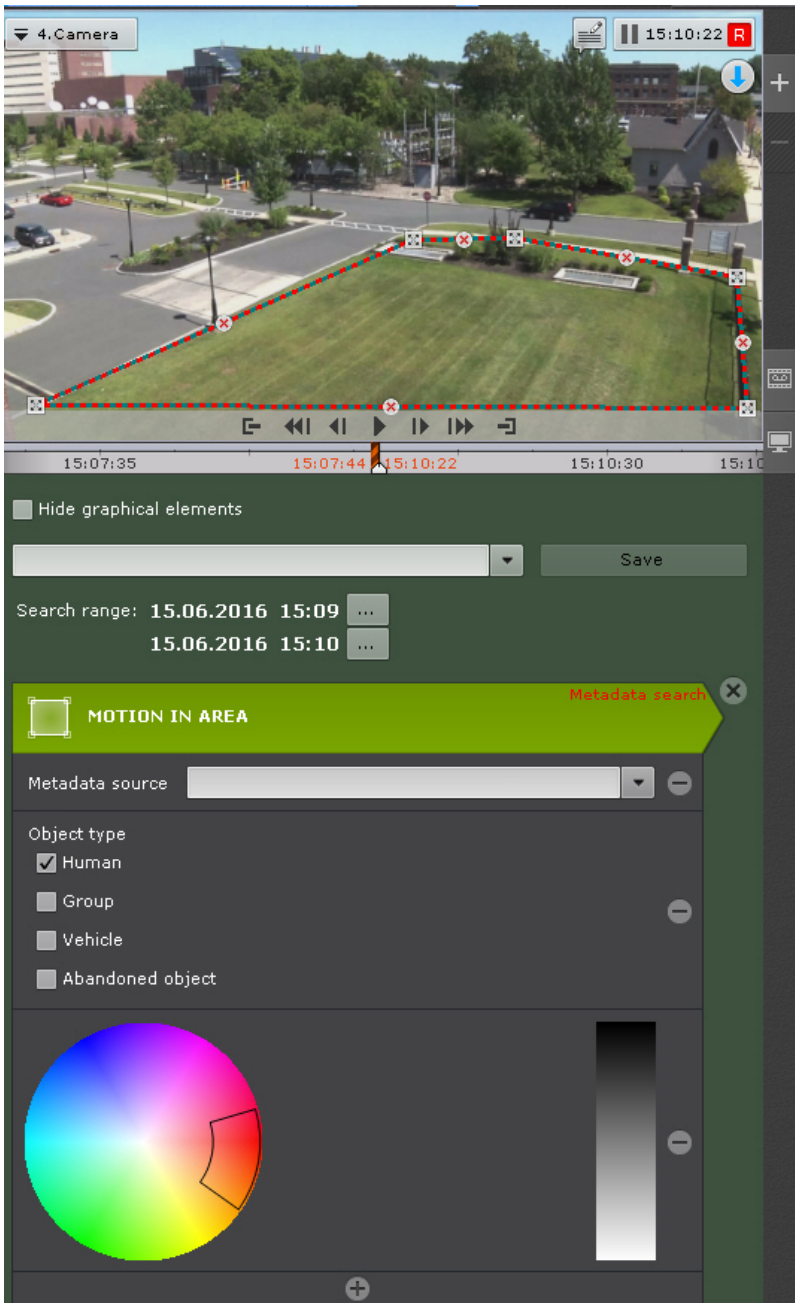 4.Camera
15:10:22 R
15:07:35 15:07:44 15:10:22 15:10:30 15:10
Hide graphical elements
Save
Search range: 15.06.2016 15:09 ...
15.06.2016 15:10 ...
Metadata search
MOTION IN AREA
Metadata source
Object type
Human
Group
Vehicle
Abandoned object